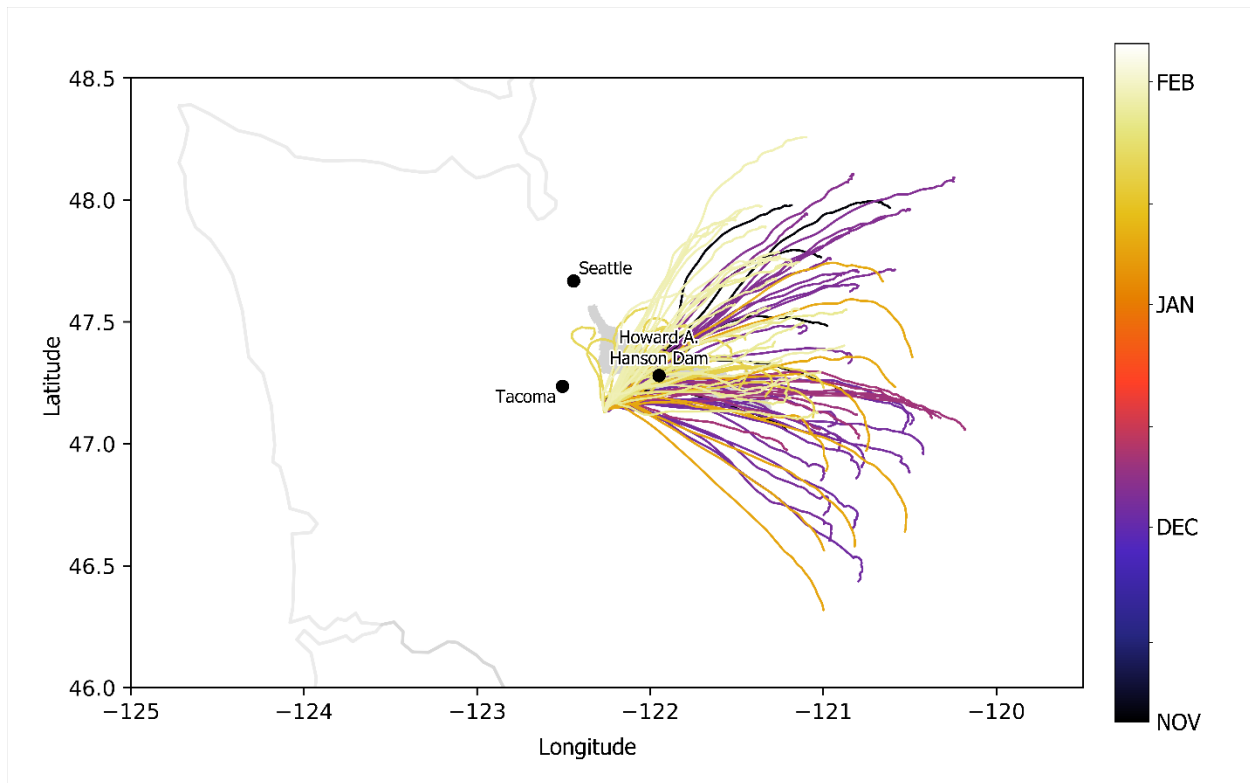 48.5
48.0
47.5
47.0
46.5
46.0
Latitude
−125
−124
−123
−122
−121
−120
Longitude
Seattle
Howard A.
Hanson Dam
Tacoma
FEB
JAN
DEC
NOV